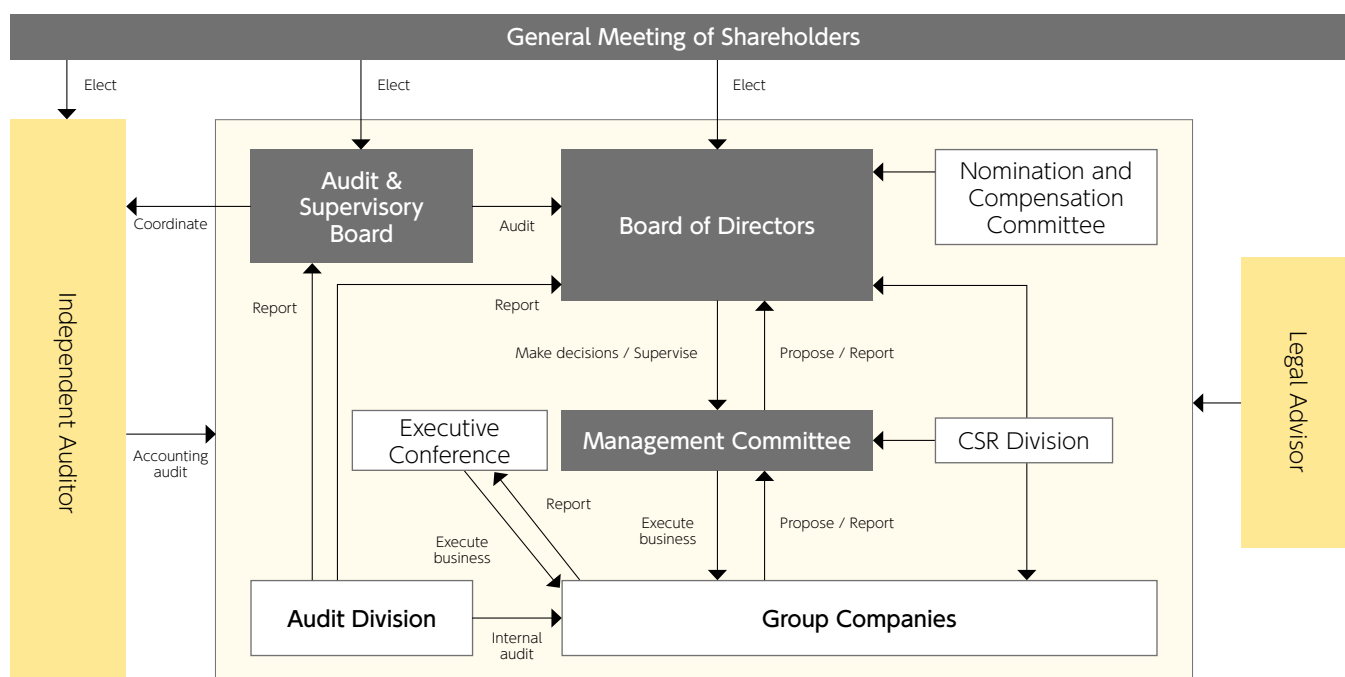 General Meeting of Shareholders
Elect
Elect
Elect
Audit &
Supervisory
Board
Board of Directors
Nomination and
Compensation
Committee
Coordinate
Audit
Independent Auditor
Report
Report
Legal Advisor
Make decisions / Supervise
Propose / Report
Executive
Conference
Management Committee
CSR Division
Accounting
audit
Report
Execute
business
Execute
business
Propose / Report
Audit Division
Internal
audit
Group Companies